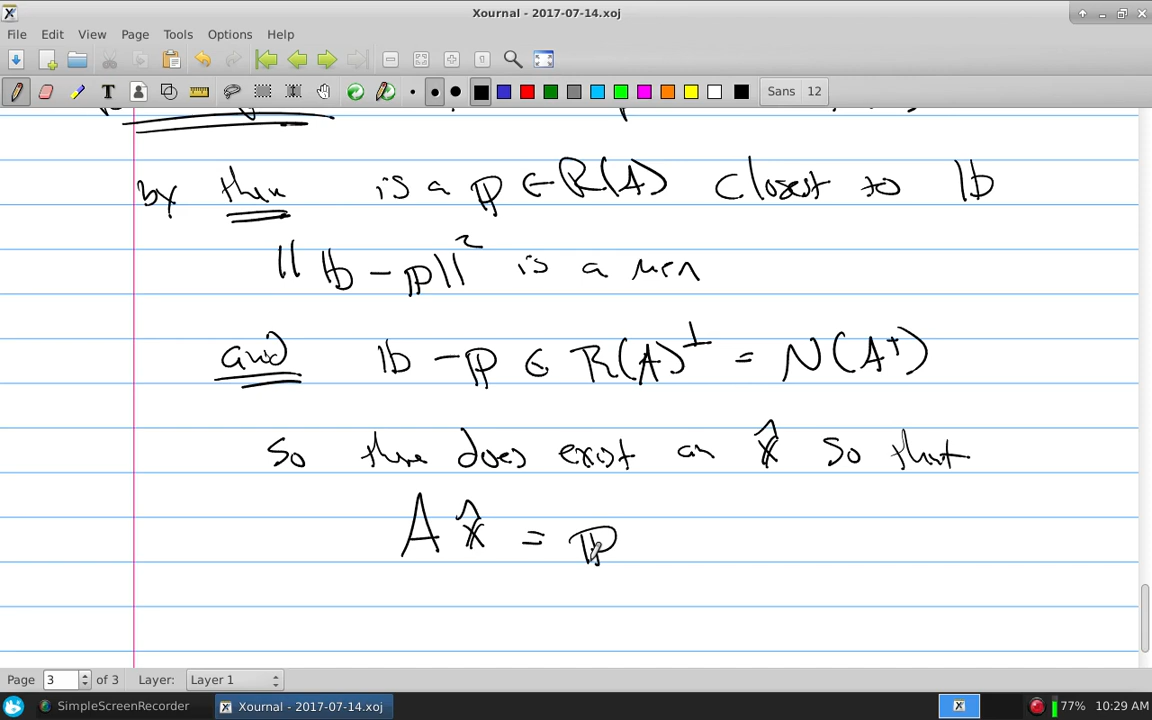 Xournal - 2017-07-14.xoj
File Edit View Page Tools Options Help
Sans 12
by thm is a p ∈ R(A) closest to b
|| b - p ||² is a min
and b - p ∈ R(A)^⊥ = N(A^T)
So there does exist an x̂ so that
A x̂ = p
Page 3 of 3 Layer: Layer 1
SimpleScreenRecorder Xournal - 2017-07-14.xoj 77% 10:29 AM